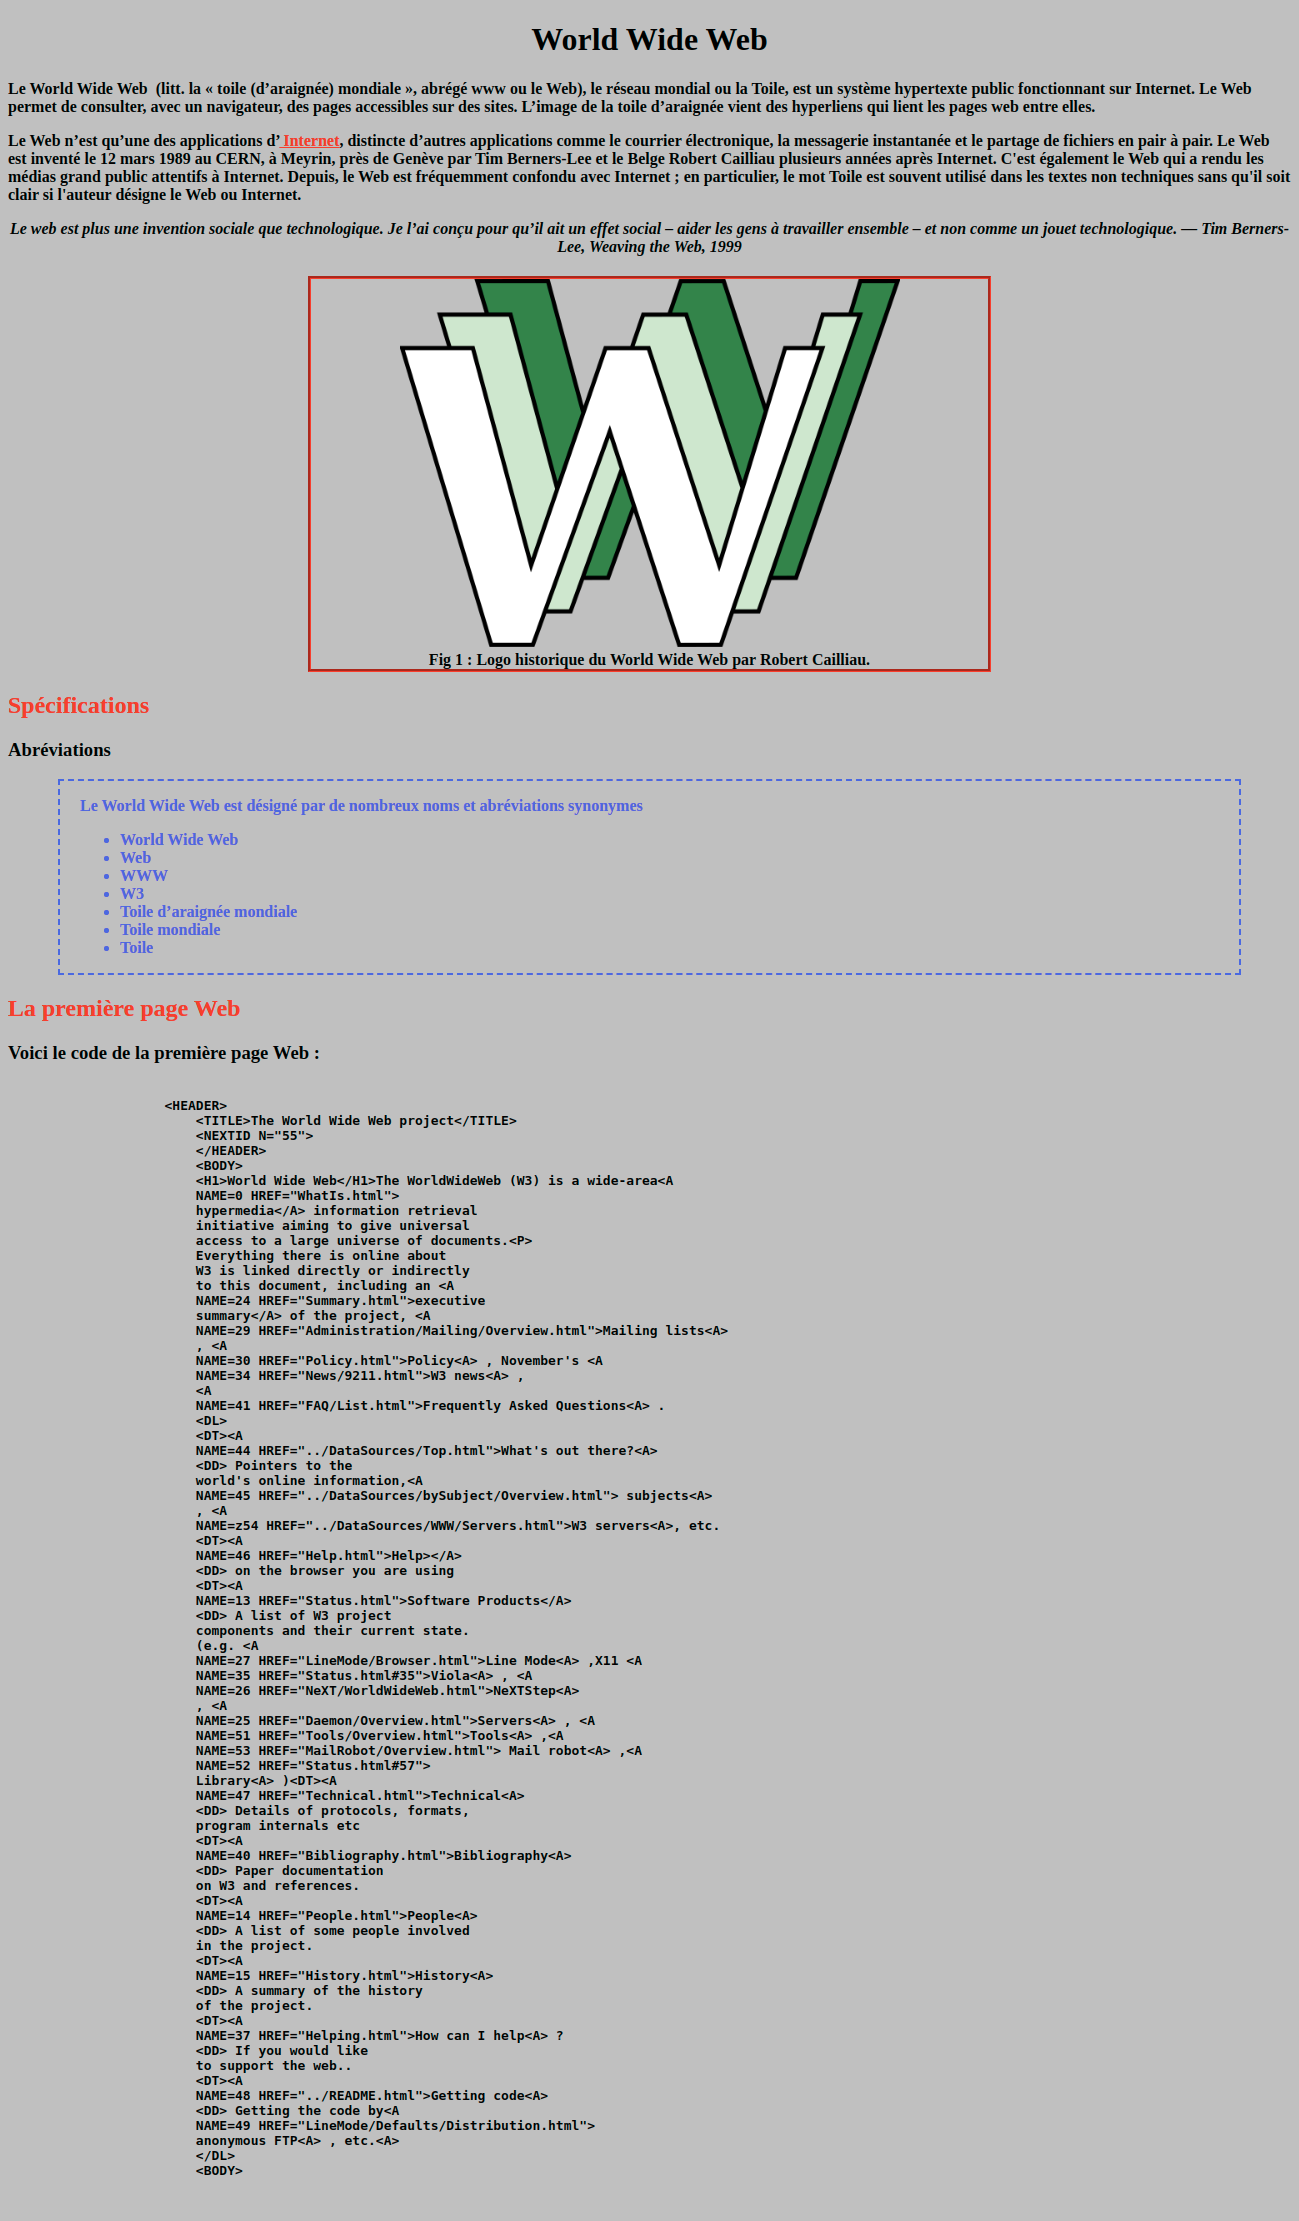 World Wide Web
Le World Wide Web  (litt. la « toile (d’araignée) mondiale », abrégé www ou le Web), le réseau mondial ou la Toile, est un système hypertexte public fonctionnant sur Internet. Le Web
permet de consulter, avec un navigateur, des pages accessibles sur des sites. L’image de la toile d’araignée vient des hyperliens qui lient les pages web entre elles.
Le Web n’est qu’une des applications d’ Internet, distincte d’autres applications comme le courrier électronique, la messagerie instantanée et le partage de fichiers en pair à pair. Le Web
est inventé le 12 mars 1989 au CERN, à Meyrin, près de Genève par Tim Berners-Lee et le Belge Robert Cailliau plusieurs années après Internet. C'est également le Web qui a rendu les
médias grand public attentifs à Internet. Depuis, le Web est fréquemment confondu avec Internet ; en particulier, le mot Toile est souvent utilisé dans les textes non techniques sans qu'il soit
clair si l'auteur désigne le Web ou Internet.
Le web est plus une invention sociale que technologique. Je l’ai conçu pour qu’il ait un effet social – aider les gens à travailler ensemble – et non comme un jouet technologique. — Tim Berners-
Lee, Weaving the Web, 1999
WWW
Fig 1 : Logo historique du World Wide Web par Robert Cailliau.
Spécifications
Abréviations
Le World Wide Web est désigné par de nombreux noms et abréviations synonymes
• World Wide Web
• Web
• WWW
• W3
• Toile d’araignée mondiale
• Toile mondiale
• Toile
La première page Web
Voici le code de la première page Web :
<HEADER>
<TITLE>The World Wide Web project</TITLE>
<NEXTID N="55">
</HEADER>
<BODY>
<H1>World Wide Web</H1>The WorldWideWeb (W3) is a wide-area<A
NAME=0 HREF="WhatIs.html">
hypermedia</A> information retrieval
initiative aiming to give universal
access to a large universe of documents.<P>
Everything there is online about
W3 is linked directly or indirectly
to this document, including an <A
NAME=24 HREF="Summary.html">executive
summary</A> of the project, <A
NAME=29 HREF="Administration/Mailing/Overview.html">Mailing lists<A>
, <A
NAME=30 HREF="Policy.html">Policy<A> , November's <A
NAME=34 HREF="News/9211.html">W3 news<A> ,
<A
NAME=41 HREF="FAQ/List.html">Frequently Asked Questions<A> .
<DL>
<DT><A
NAME=44 HREF="../DataSources/Top.html">What's out there?<A>
<DD> Pointers to the
world's online information,<A
NAME=45 HREF="../DataSources/bySubject/Overview.html"> subjects<A>
, <A
NAME=z54 HREF="../DataSources/WWW/Servers.html">W3 servers<A>, etc.
<DT><A
NAME=46 HREF="Help.html">Help></A>
<DD> on the browser you are using
<DT><A
NAME=13 HREF="Status.html">Software Products</A>
<DD> A list of W3 project
components and their current state.
(e.g. <A
NAME=27 HREF="LineMode/Browser.html">Line Mode<A> ,X11 <A
NAME=35 HREF="Status.html#35">Viola<A> , <A
NAME=26 HREF="NeXT/WorldWideWeb.html">NeXTStep<A>
, <A
NAME=25 HREF="Daemon/Overview.html">Servers<A> , <A
NAME=51 HREF="Tools/Overview.html">Tools<A> ,<A
NAME=53 HREF="MailRobot/Overview.html"> Mail robot<A> ,<A
NAME=52 HREF="Status.html#57">
Library<A> )<DT><A
NAME=47 HREF="Technical.html">Technical<A>
<DD> Details of protocols, formats,
program internals etc
<DT><A
NAME=40 HREF="Bibliography.html">Bibliography<A>
<DD> Paper documentation
on W3 and references.
<DT><A
NAME=14 HREF="People.html">People<A>
<DD> A list of some people involved
in the project.
<DT><A
NAME=15 HREF="History.html">History<A>
<DD> A summary of the history
of the project.
<DT><A
NAME=37 HREF="Helping.html">How can I help<A> ?
<DD> If you would like
to support the web..
<DT><A
NAME=48 HREF="../README.html">Getting code<A>
<DD> Getting the code by<A
NAME=49 HREF="LineMode/Defaults/Distribution.html">
anonymous FTP<A> , etc.<A>
</DL>
<BODY>